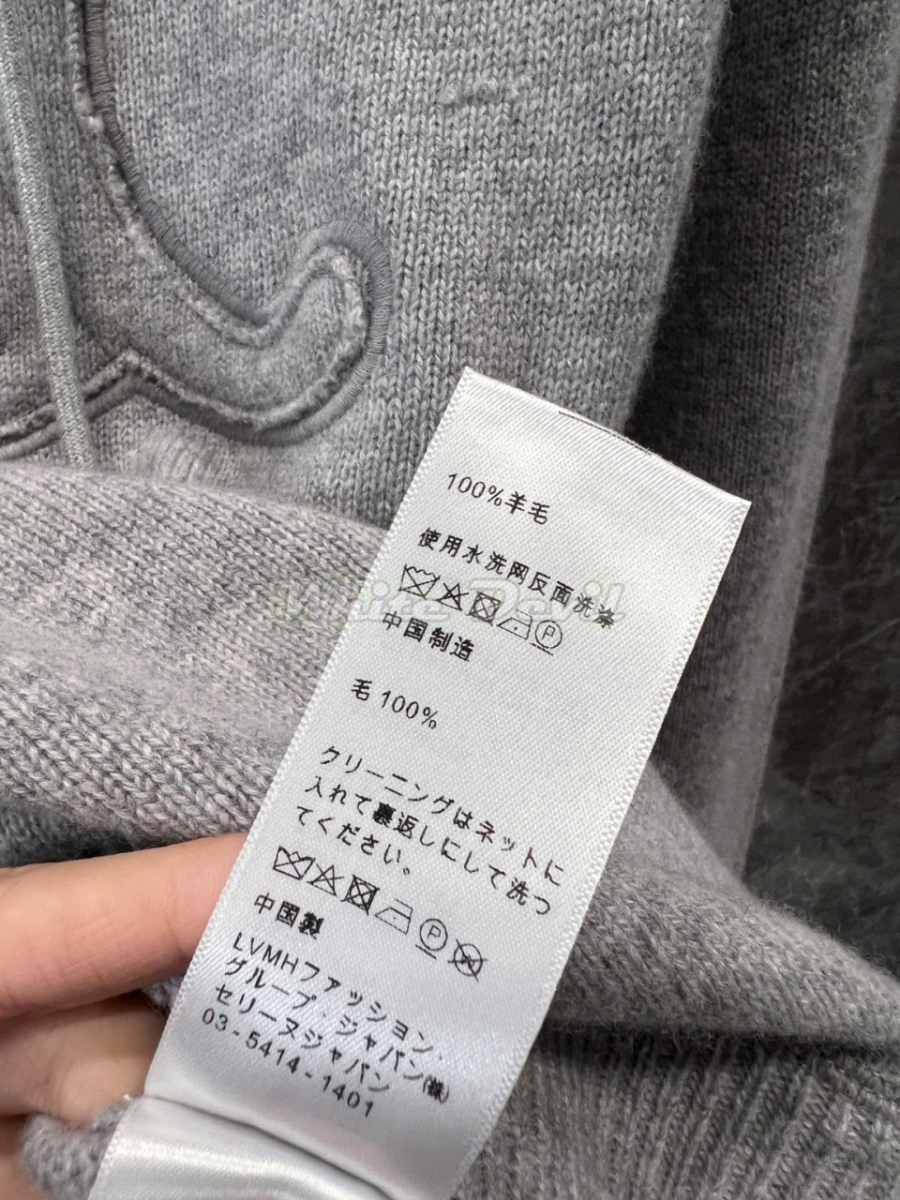 100%羊毛
使用水洗网反面洗涤
P
中国制造
毛 100%
クリーニングはネットに
入れて裏返しにして洗っ
てください。
P
W
中国製
LVMHファッション・
グループ・ジャパン㈱
セリーヌジャパン
03-5414-1401
White Devil